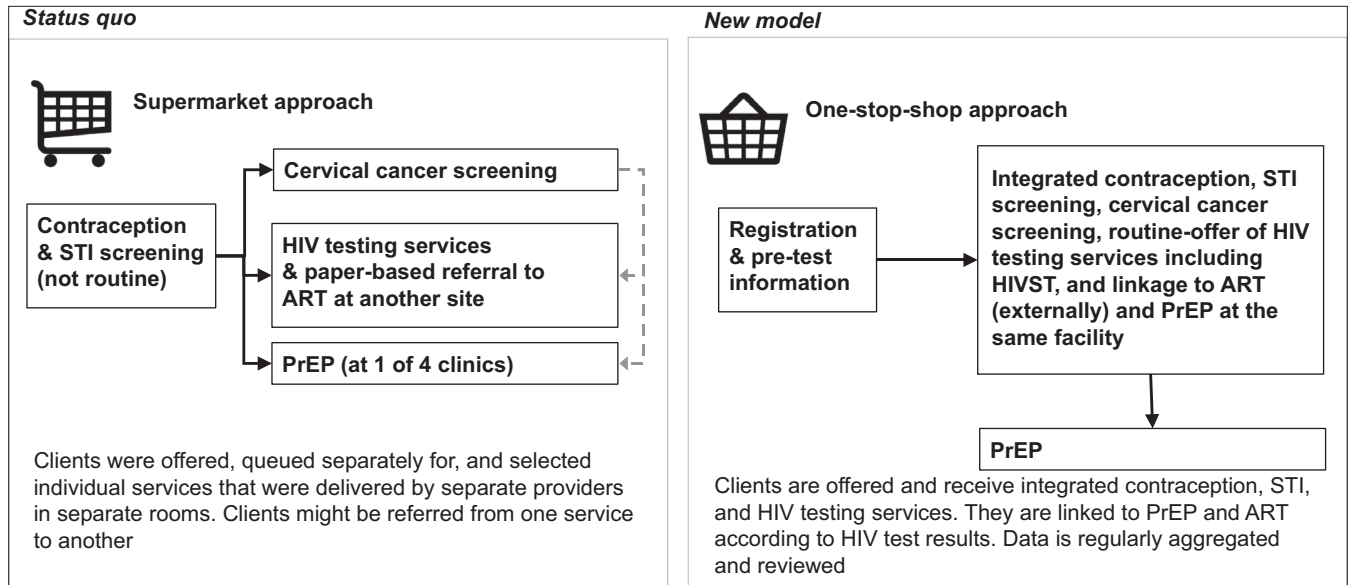 Status quo
Supermarket approach
Contraception
& STI screening
(not routine)
Cervical cancer screening
HIV testing services
& paper-based referral to
ART at another site
PrEP (at 1 of 4 clinics)
Clients were offered, queued separately for, and selected
individual services that were delivered by separate providers
in separate rooms. Clients might be referred from one service
to another
New model
One-stop-shop approach
Registration
& pre-test
information
Integrated contraception, STI
screening, cervical cancer
screening, routine-offer of HIV
testing services including
HIVST, and linkage to ART
(externally) and PrEP at the
same facility
PrEP
Clients are offered and receive integrated contraception, STI,
and HIV testing services. They are linked to PrEP and ART
according to HIV test results. Data is regularly aggregated
and reviewed